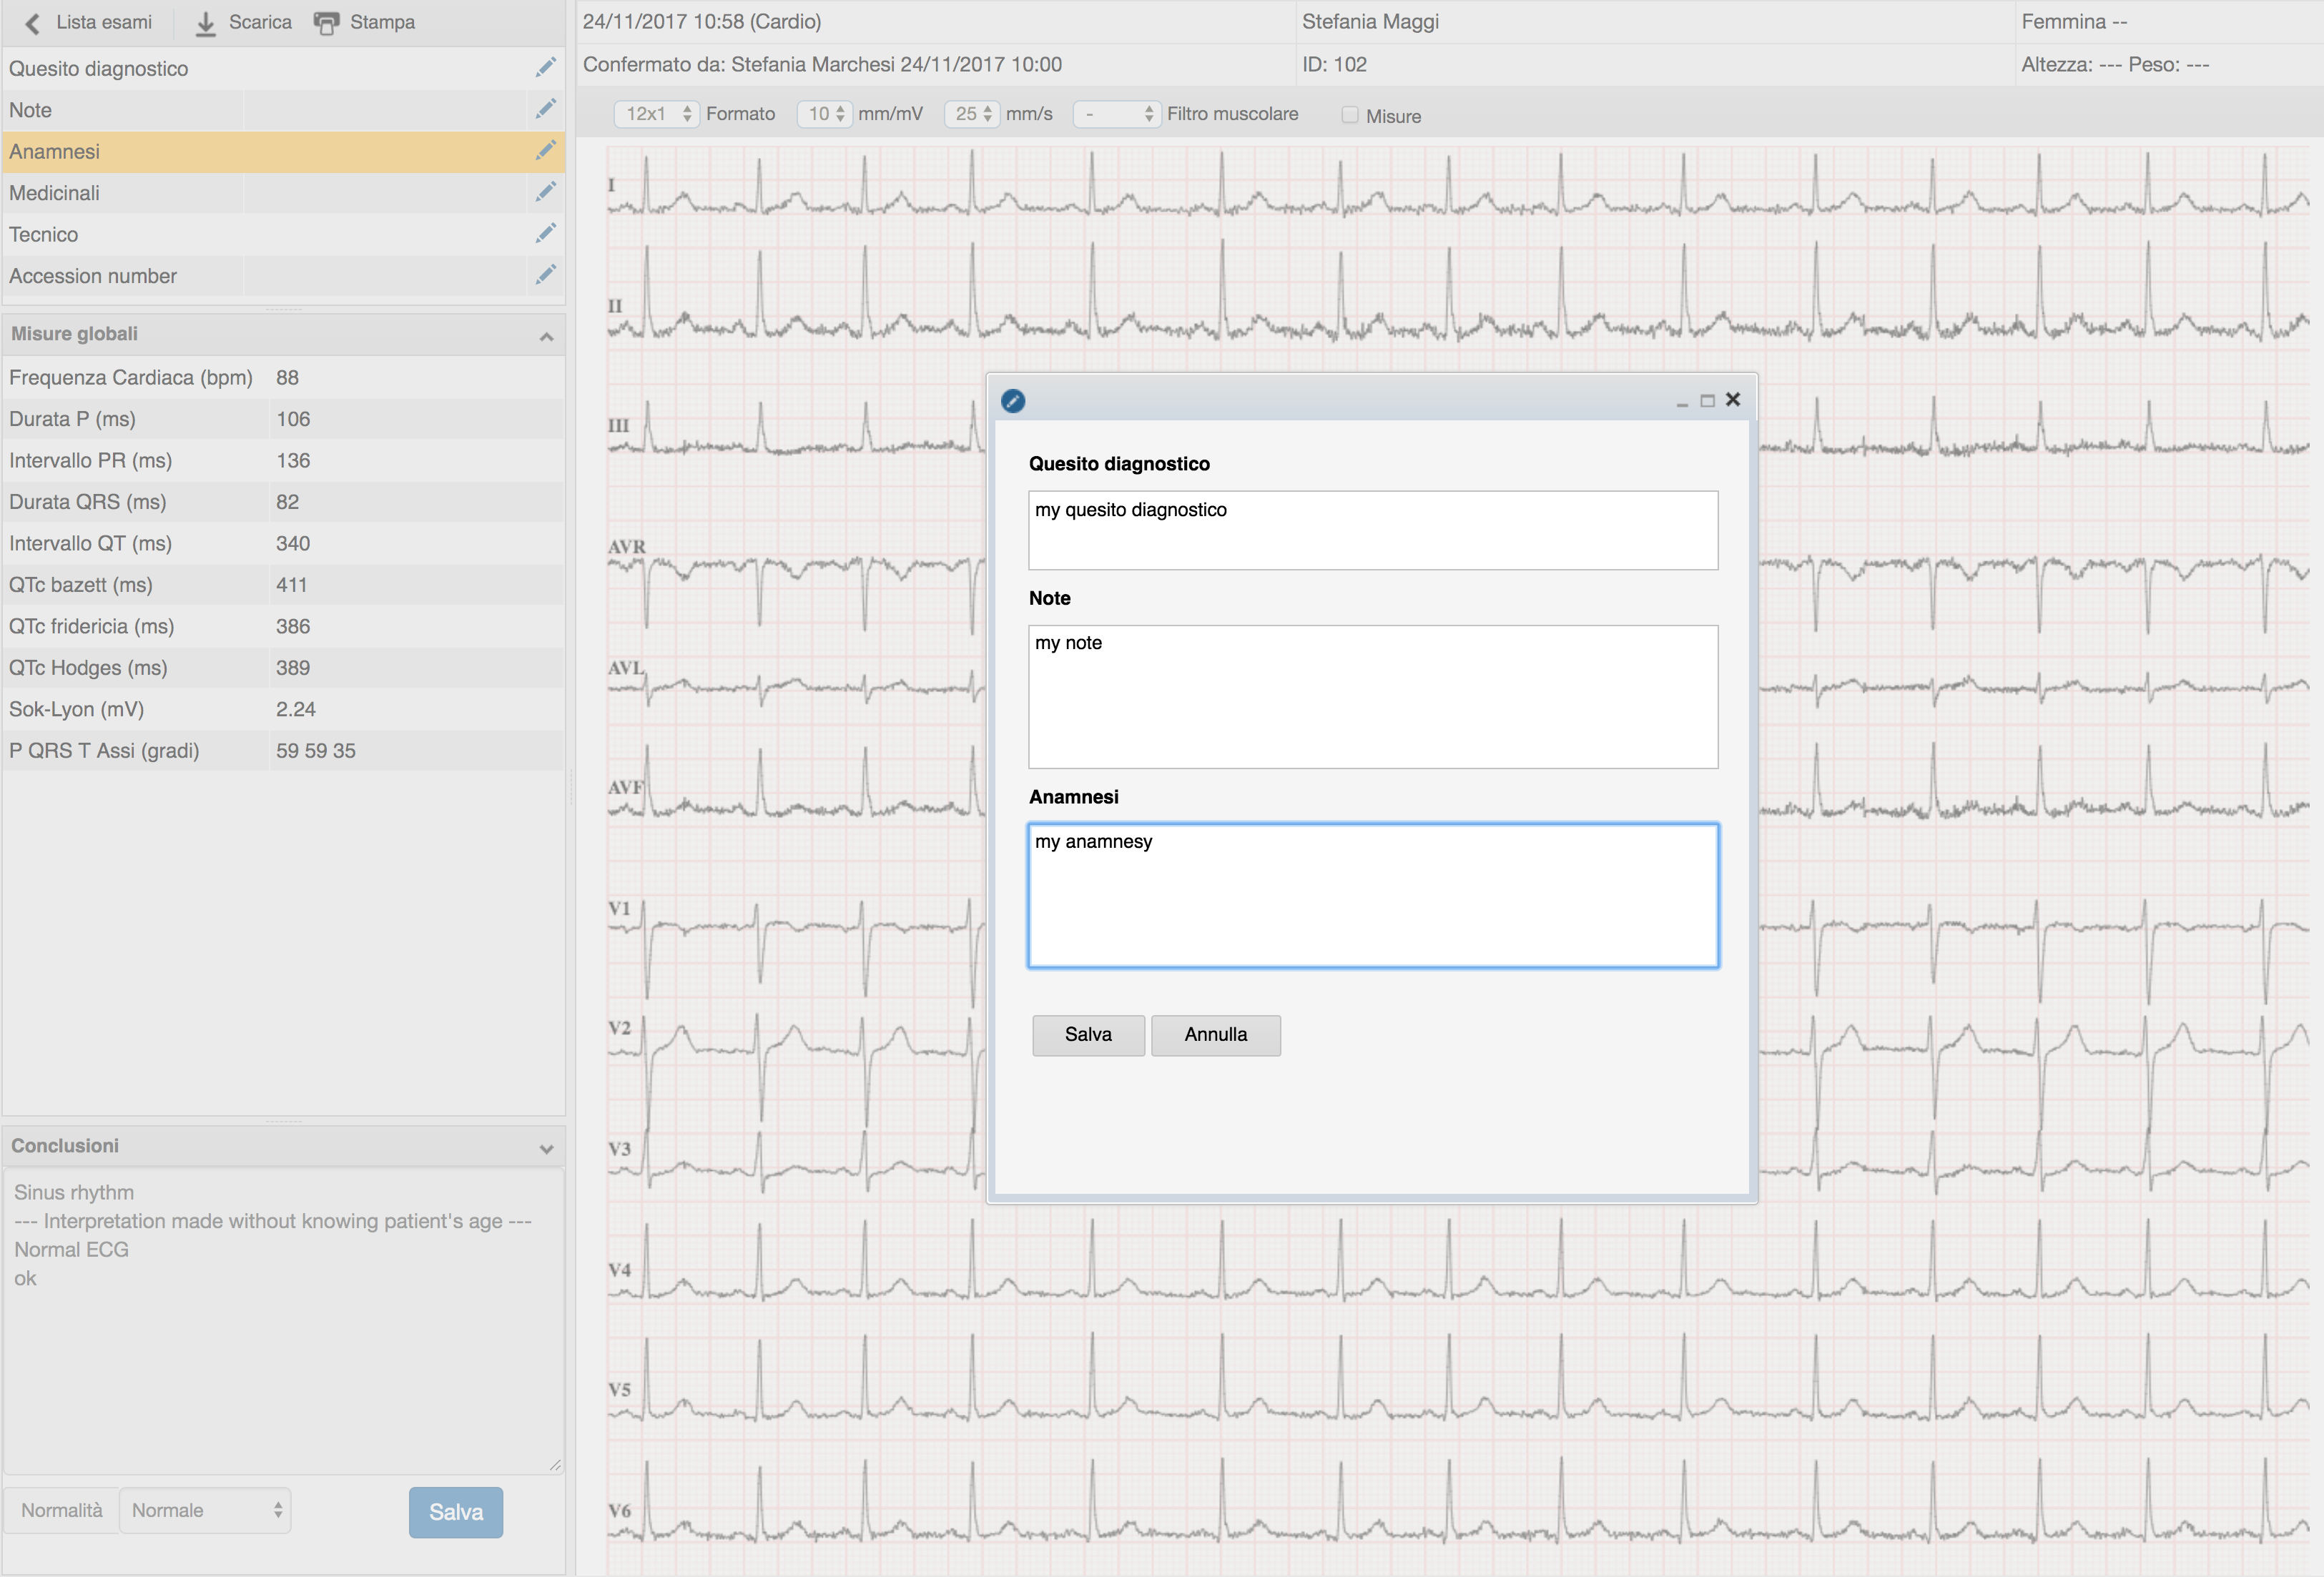 Lista esami Scarica Stampa
Quesito diagnostico
Note
Anamnesi
Medicinali
Tecnico
Accession number
Misure globali
Frequenza Cardiaca (bpm) 88
Durata P (ms) 106
Intervallo PR (ms) 136
Durata QRS (ms) 82
Intervallo QT (ms) 340
QTc bazett (ms) 411
QTc fridericia (ms) 386
QTc Hodges (ms) 389
Sok-Lyon (mV) 2.24
P QRS T Assi (gradi) 59 59 35
Conclusioni
Sinus rhythm
--- Interpretation made without knowing patient's age ---
Normal ECG
ok
Normalità Normale Salva
24/11/2017 10:58 (Cardio) Stefania Maggi Femmina --
Confermato da: Stefania Marchesi 24/11/2017 10:00 ID: 102 Altezza: --- Peso: ---
12x1 Formato 10 mm/mV 25 mm/s - Filtro muscolare Misure
I
II
III
AVR
AVL
AVF
V1
V2
V3
V4
V5
V6
Quesito diagnostico
my quesito diagnostico
Note
my note
Anamnesi
my anamnesy
Salva Annulla